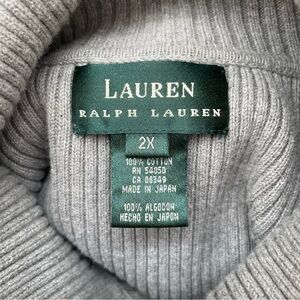 LAUREN
RALPH LAUREN
2X
100% COTTON
RN 54050
CA 06349
MADE IN JAPAN
100% ALGODON
HECHO EN JAPON